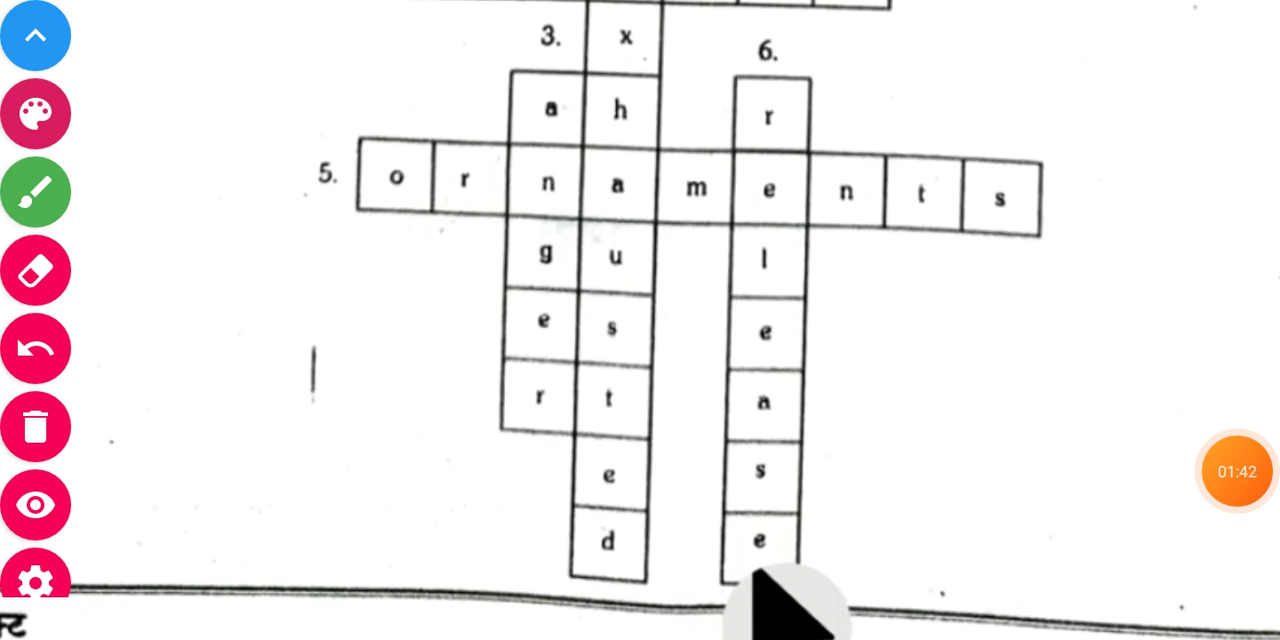 3. x 6.
a h r
5. o r n a m e n t s
g u l
e s e
r t a
e s
d e
01:42